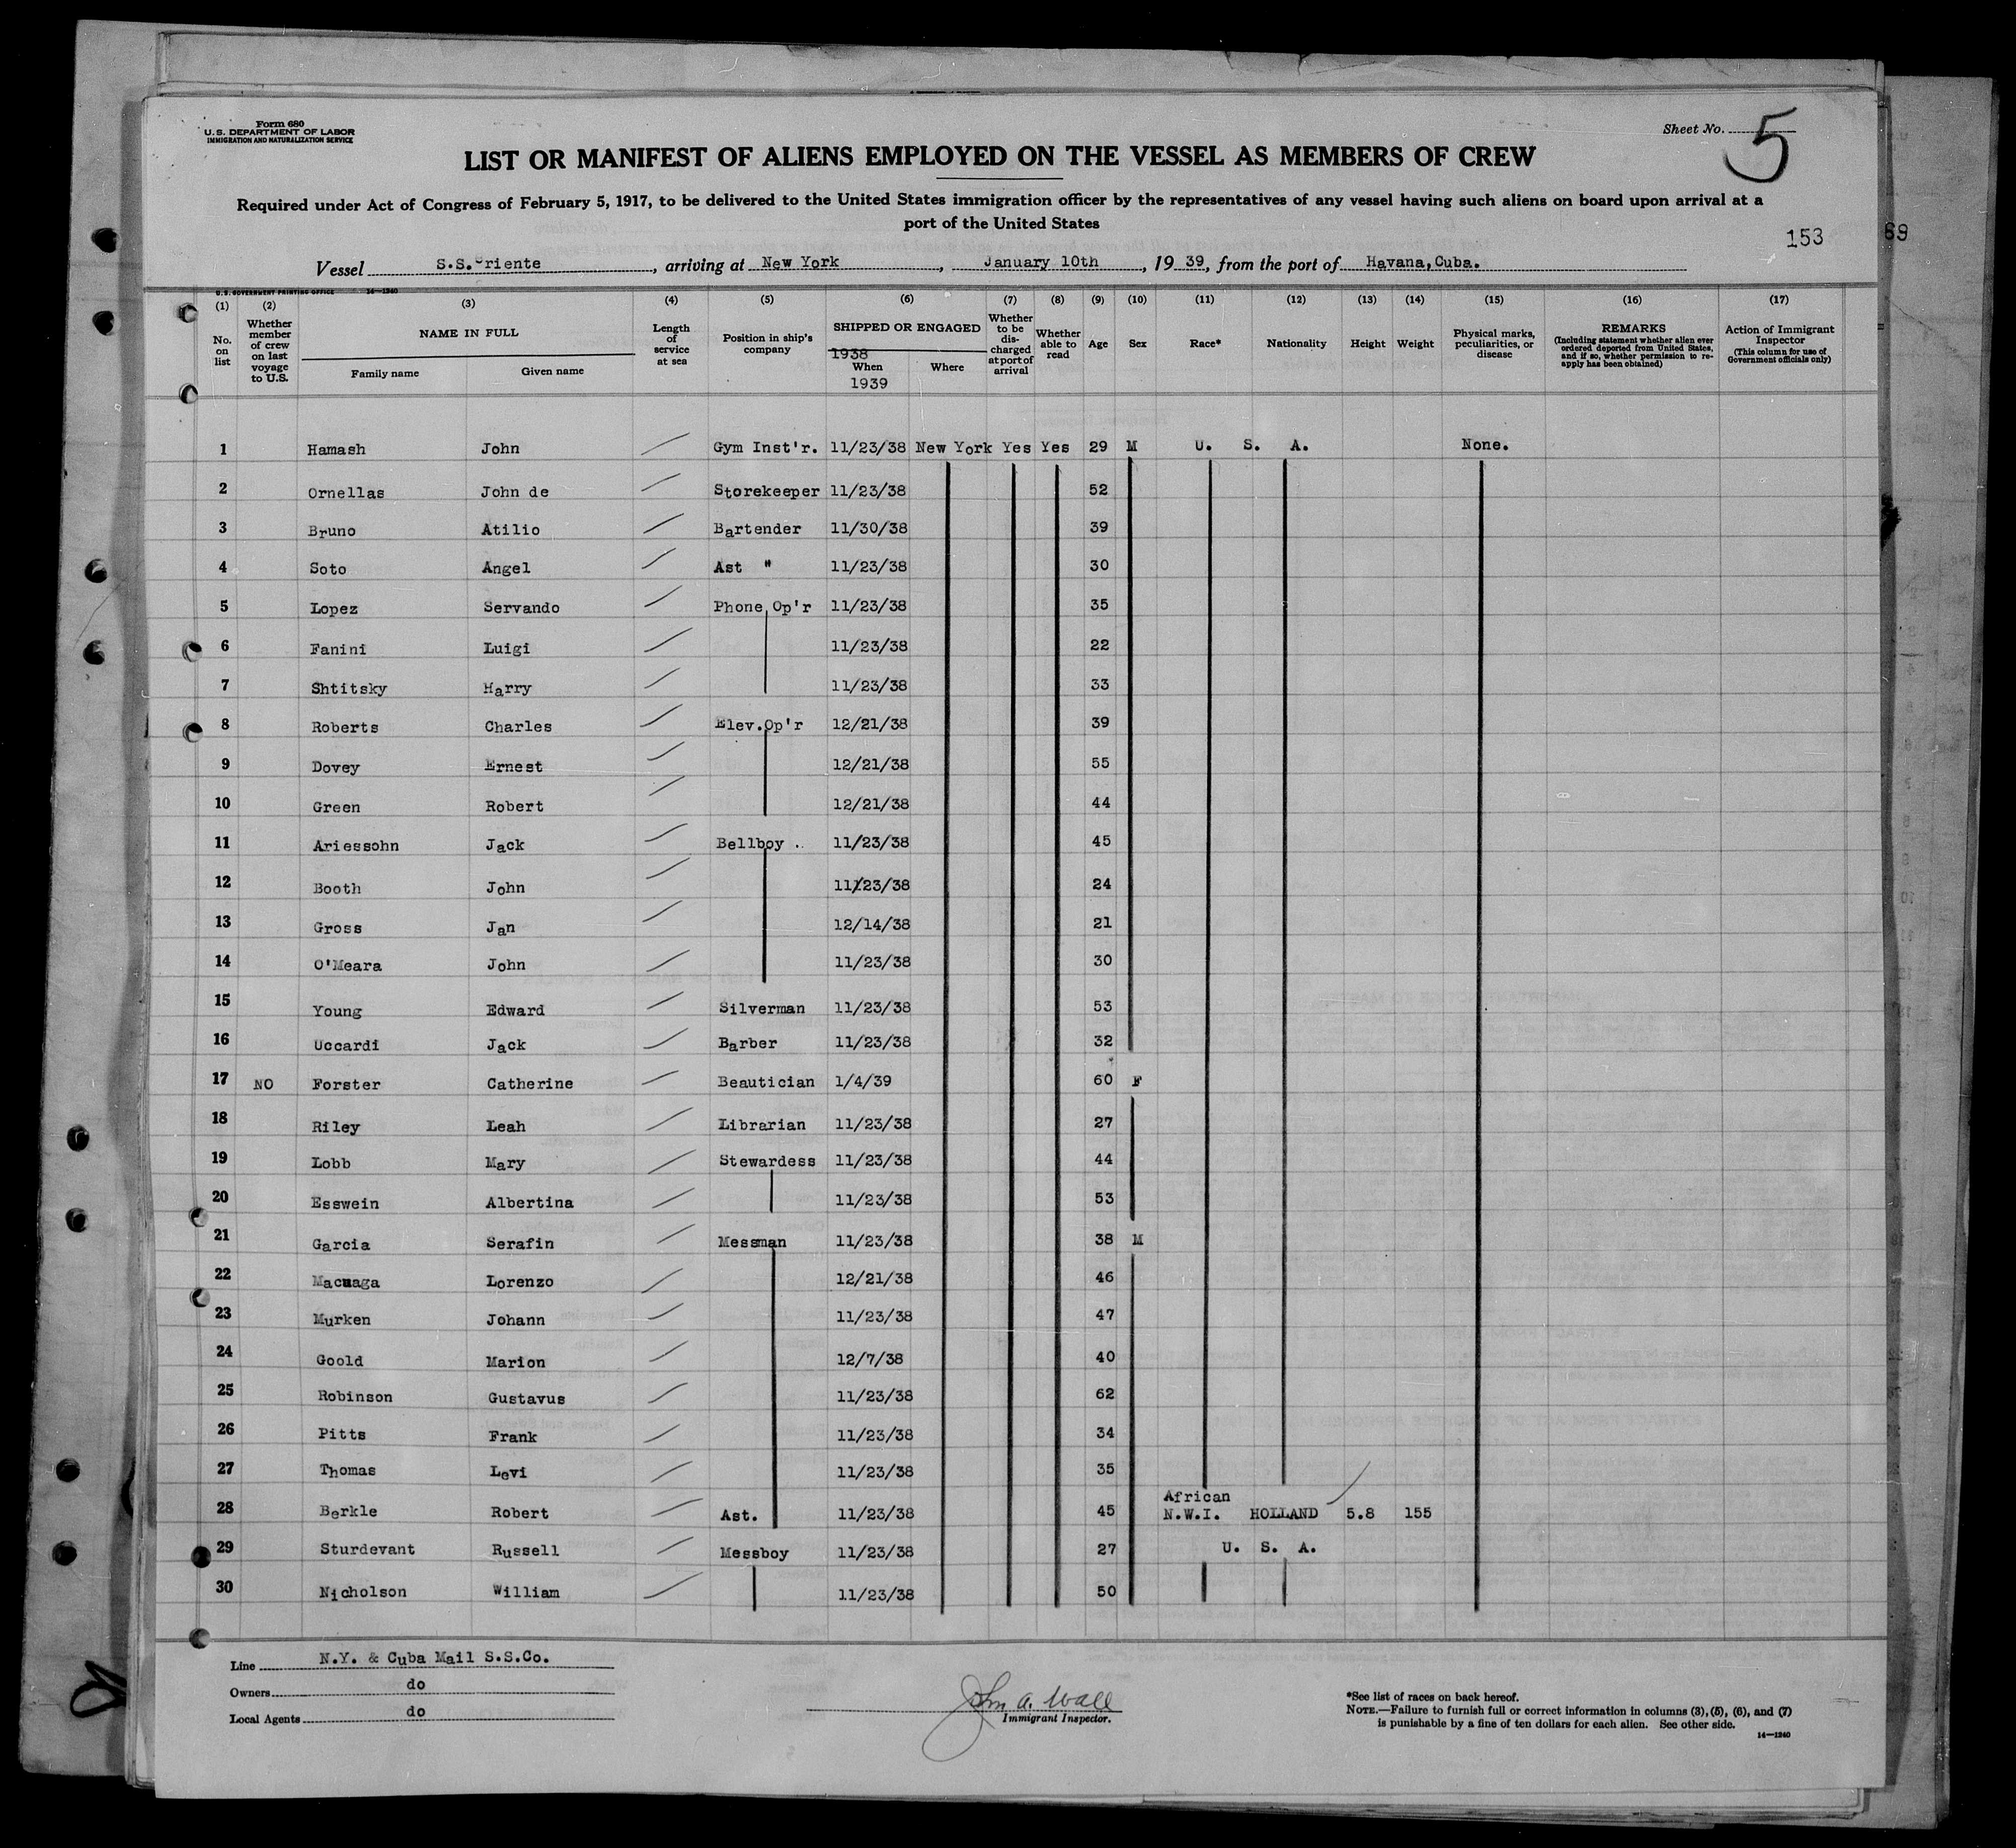 Form 680
U.S. DEPARTMENT OF LABOR
IMMIGRATION AND NATURALIZATION SERVICE
Sheet No. 5
LIST OR MANIFEST OF ALIENS EMPLOYED ON THE VESSEL AS MEMBERS OF CREW
Required under Act of Congress of February 5, 1917, to be delivered to the United States immigration officer by the representatives of any vessel having such aliens on board upon arrival at a
port of the United States
153 89
Vessel S.S.Oriente, arriving at New York, January 10th, 1939, from the port of Havana,Cuba.
U.S. GOVERNMENT PRINTING OFFICE 14—1240
(1) (2) (3) (4) (5) (6) (7) (8) (9) (10) (11) (12) (13) (14) (15) (16) (17)
No. on list
Whether member of crew on last voyage to U.S.
NAME IN FULL
Family name Given name
Length of service at sea
Position in ship's company
SHIPPED OR ENGAGED
1938
When Where
1939
Whether to be discharged at port of arrival
Whether able to read
Age
Sex
Race*
Nationality
Height
Weight
Physical marks, peculiarities, or disease
REMARKS
(Including statement whether alien ever ordered deported from United States, and if so, whether permission to reapply has been obtained)
Action of Immigrant Inspector
(This column for use of Government officials only)
1 Hamash John Gym Inst'r. 11/23/38 New York Yes Yes 29 M U. S. A. None.
2 Ornellas John de Storekeeper 11/23/38 52
3 Bruno Atilio Bartender 11/30/38 39
4 Soto Angel Ast " 11/23/38 30
5 Lopez Servando Phone Op'r 11/23/38 35
6 Fanini Luigi 11/23/38 22
7 Shtitsky Harry 11/23/38 33
8 Roberts Charles Elev.Op'r 12/21/38 39
9 Dovey Ernest 12/21/38 55
10 Green Robert 12/21/38 44
11 Ariessohn Jack Bellboy .. 11/23/38 45
12 Booth John 11/23/38 24
13 Gross Jan 12/14/38 21
14 O'Meara John 11/23/38 30
15 Young Edward Silverman 11/23/38 53
16 Uccardi Jack Barber 11/23/38 32
17 NO Forster Catherine Beautician 1/4/39 60 F
18 Riley Leah Librarian 11/23/38 27
19 Lobb Mary Stewardess 11/23/38 44
20 Esswein Albertina 11/23/38 53
21 Garcia Serafin Messman 11/23/38 38 M
22 Macuaga Lorenzo 12/21/38 46
23 Murken Johann 11/23/38 47
24 Goold Marion 12/7/38 40
25 Robinson Gustavus 11/23/38 62
26 Pitts Frank 11/23/38 34
27 Thomas Levi 11/23/38 35
28 Berkle Robert Ast. 11/23/38 45 African N.W.I. HOLLAND 5.8 155
29 Sturdevant Russell Messboy 11/23/38 27 U. S. A.
30 Nicholson William 11/23/38 50
Line N.Y. & Cuba Mail S.S.Co.
Owners do
Local Agents do
John A. Wall
Immigrant Inspector.
*See list of races on back hereof.
NOTE.—Failure to furnish full or correct information in columns (3), (5), (6), and (7)
is punishable by a fine of ten dollars for each alien. See other side.
14—1240